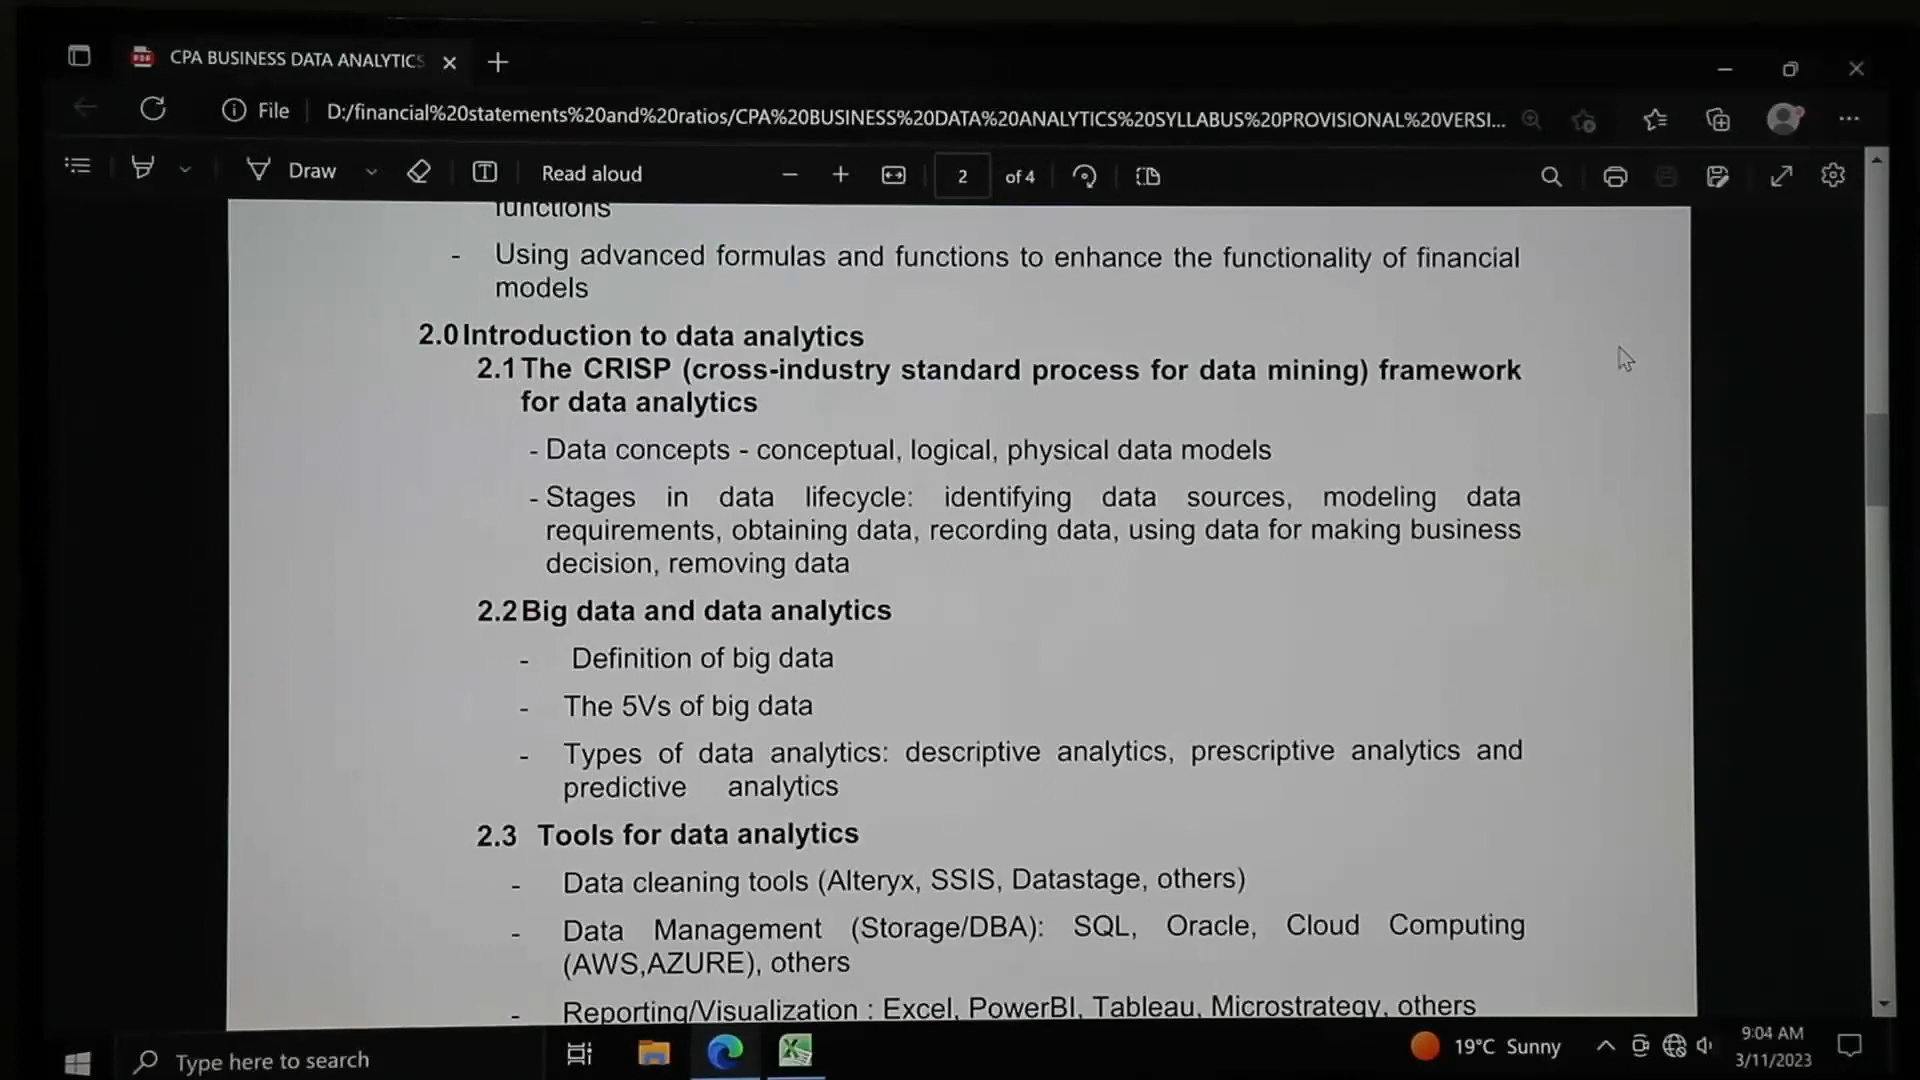 CPA BUSINESS DATA ANALYTICS
File
D:/financial%20statements%20and%20ratios/CPA%20BUSINESS%20DATA%20ANALYTICS%20SYLLABUS%20PROVISIONAL%20VERSI...
Draw
Read aloud
2 of 4
functions
- Using advanced formulas and functions to enhance the functionality of financial
models
2.0 Introduction to data analytics
2.1 The CRISP (cross-industry standard process for data mining) framework
for data analytics
- Data concepts - conceptual, logical, physical data models
- Stages in data lifecycle: identifying data sources, modeling data
requirements, obtaining data, recording data, using data for making business
decision, removing data
2.2 Big data and data analytics
- Definition of big data
- The 5Vs of big data
- Types of data analytics: descriptive analytics, prescriptive analytics and
predictive analytics
2.3 Tools for data analytics
- Data cleaning tools (Alteryx, SSIS, Datastage, others)
- Data Management (Storage/DBA): SQL, Oracle, Cloud Computing
(AWS,AZURE), others
- Reporting/Visualization : Excel, PowerBI, Tableau, Microstrategy, others
Type here to search
19°C Sunny
9:04 AM
3/11/2023